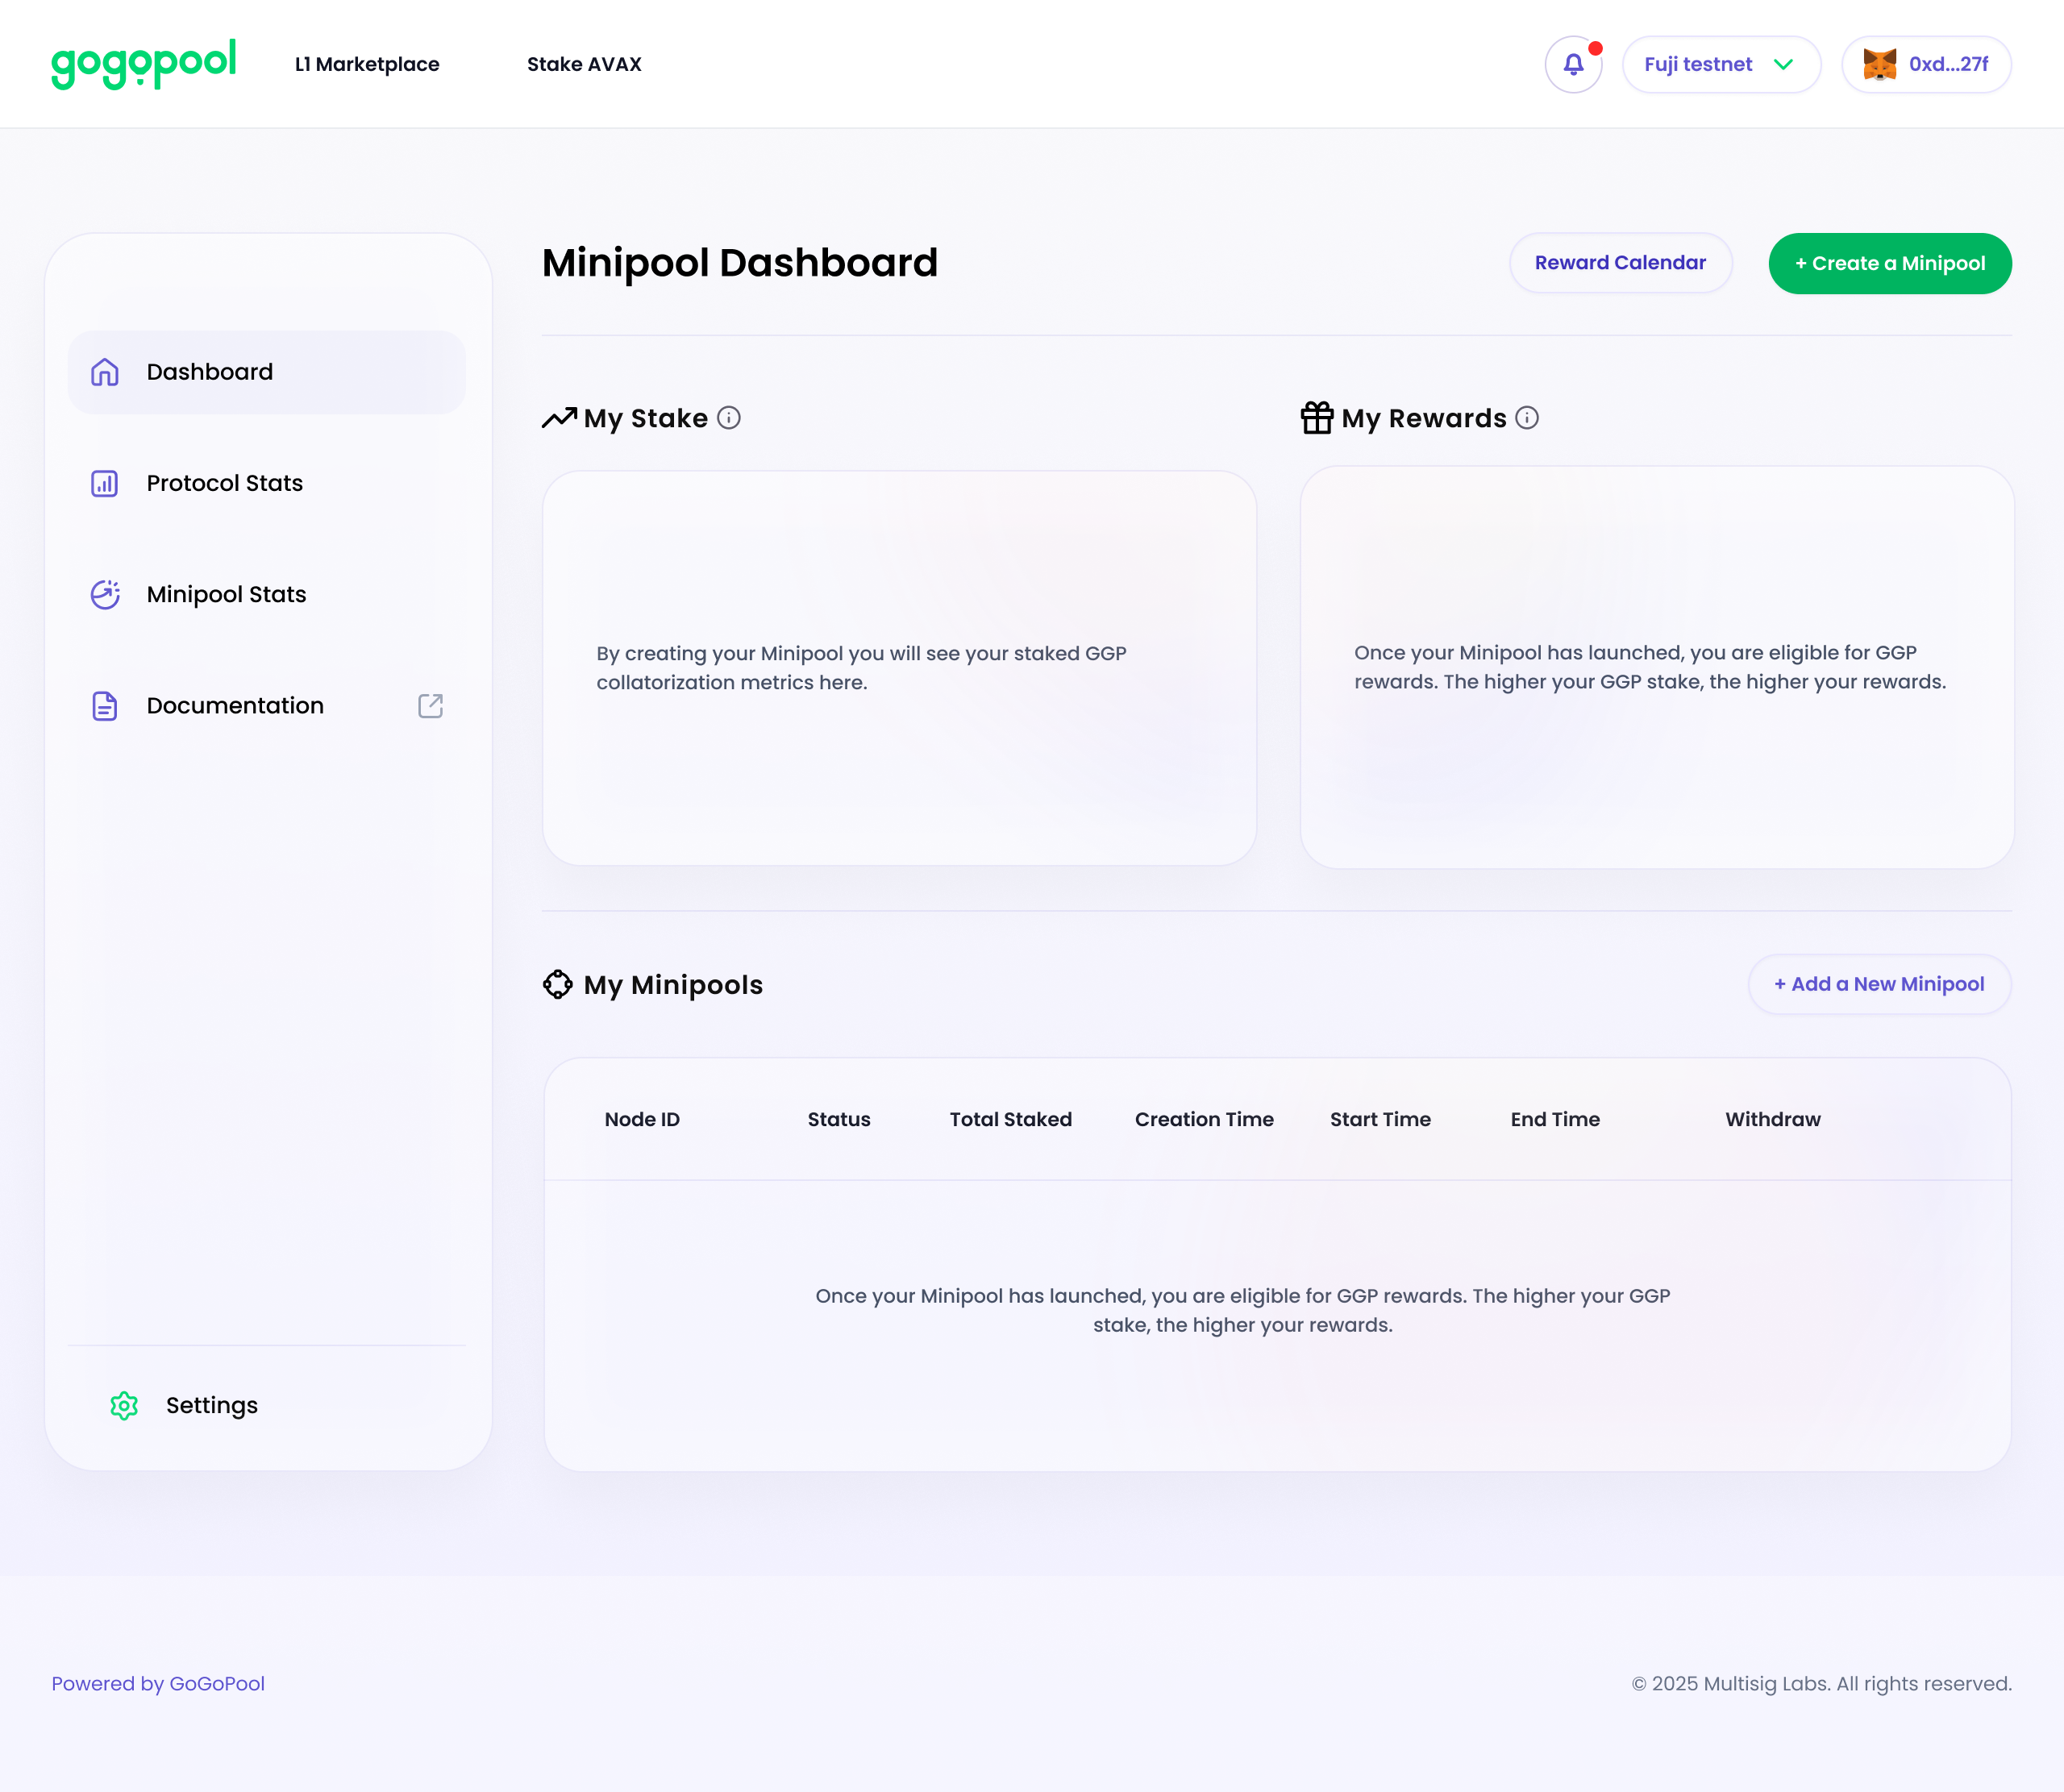 gogopool
L1 Marketplace
Stake AVAX
Fuji testnet
0xd...27f
Dashboard
Protocol Stats
Minipool Stats
Documentation
Settings
Minipool Dashboard
Reward Calendar
+ Create a Minipool
My Stake
By creating your Minipool you will see your staked GGP
collatorization metrics here.
My Rewards
Once your Minipool has launched, you are eligible for GGP
rewards. The higher your GGP stake, the higher your rewards.
My Minipools
+ Add a New Minipool
Node ID
Status
Total Staked
Creation Time
Start Time
End Time
Withdraw
Once your Minipool has launched, you are eligible for GGP rewards. The higher your GGP
stake, the higher your rewards.
Powered by GoGoPool
© 2025 Multisig Labs. All rights reserved.